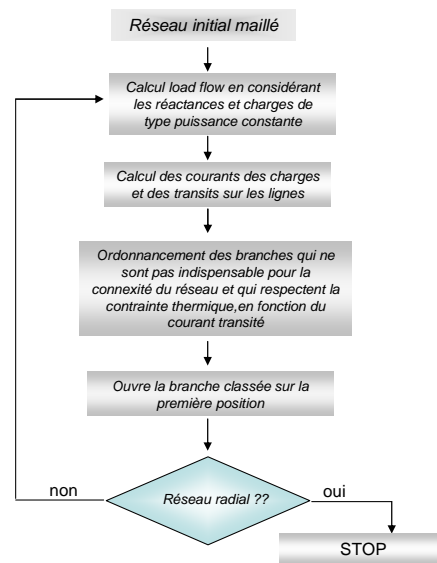 Réseau initial maillé
Calcul load flow en considérant
les réactances et charges de
type puissance constante
Calcul des courants des charges
et des transits sur les lignes
Ordonnancement des branches qui ne
sont pas indispensable pour la
connexité du réseau et qui respectent la
contrainte thermique,en fonction du
courant transité
Ouvre la branche classée sur la
première position
non
Réseau radial ??
oui
STOP